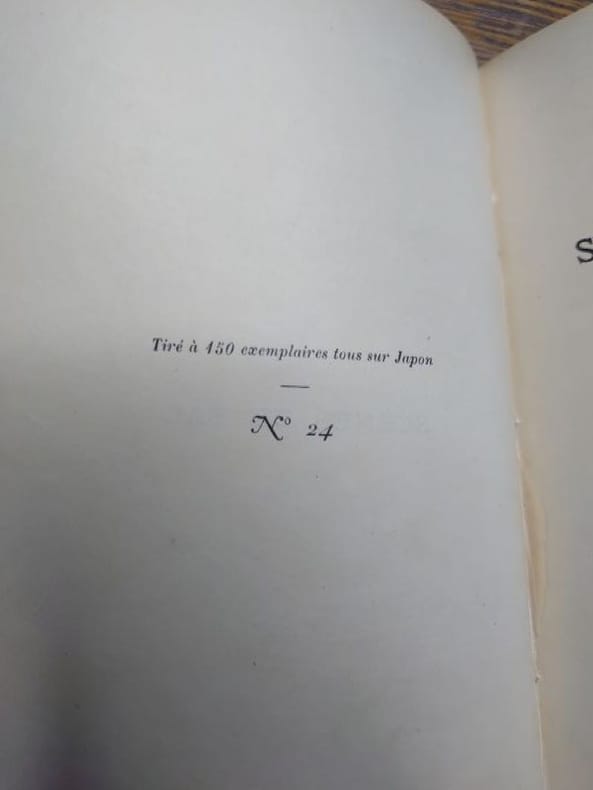 Tiré à 150 exemplaires tous sur Japon
N° 24
S